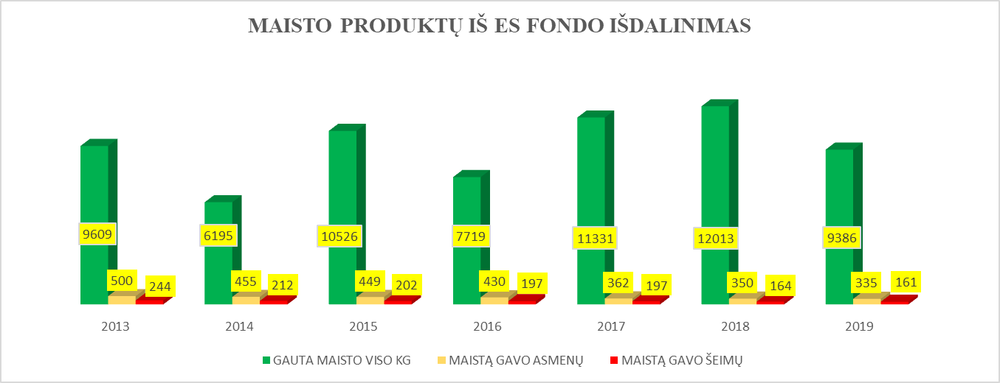 MAISTO PRODUKTŲ IŠ ES FONDO IŠDALINIMAS
9609 6195 10526 7719 11331 12013 9386
500 244 455 212 449 202 430 197 362 197 350 164 335 161
2013 2014 2015 2016 2017 2018 2019
GAUTA MAISTO VISO KG MAISTĄ GAVO ASMENŲ MAISTĄ GAVO ŠEIMŲ